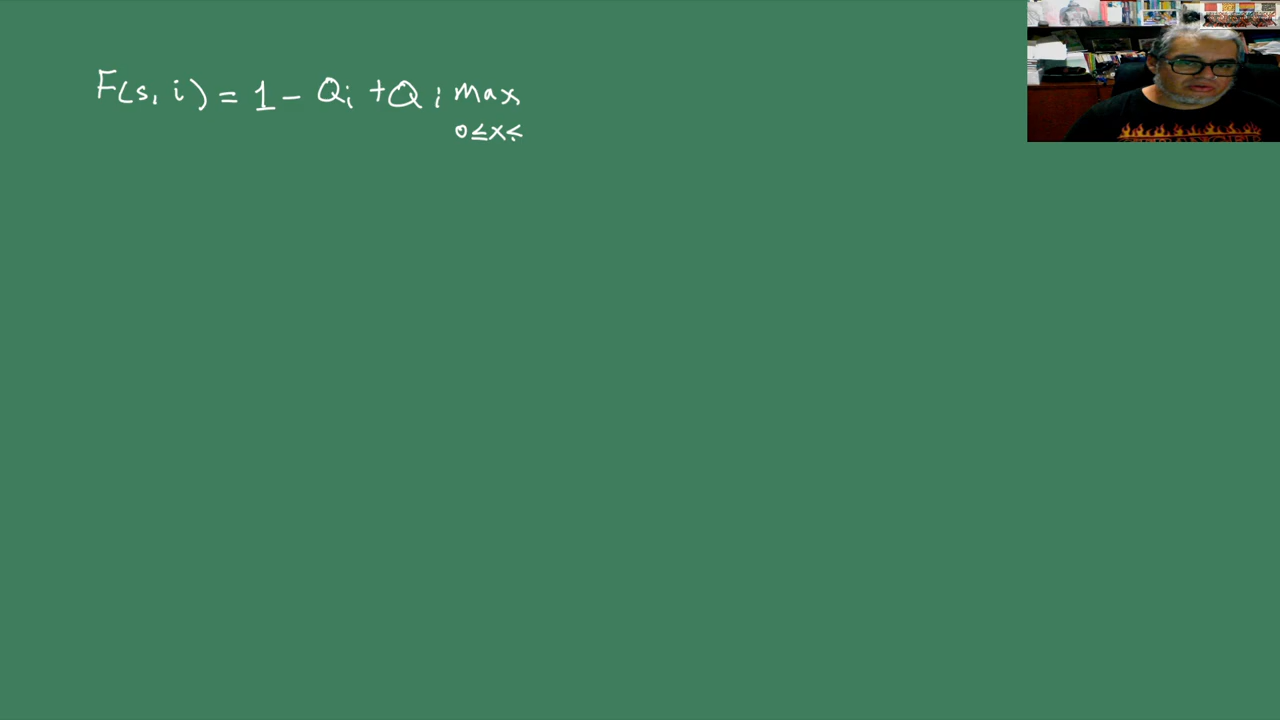 F(s, i) = 1 - Qi + Qi max
0≤x≤